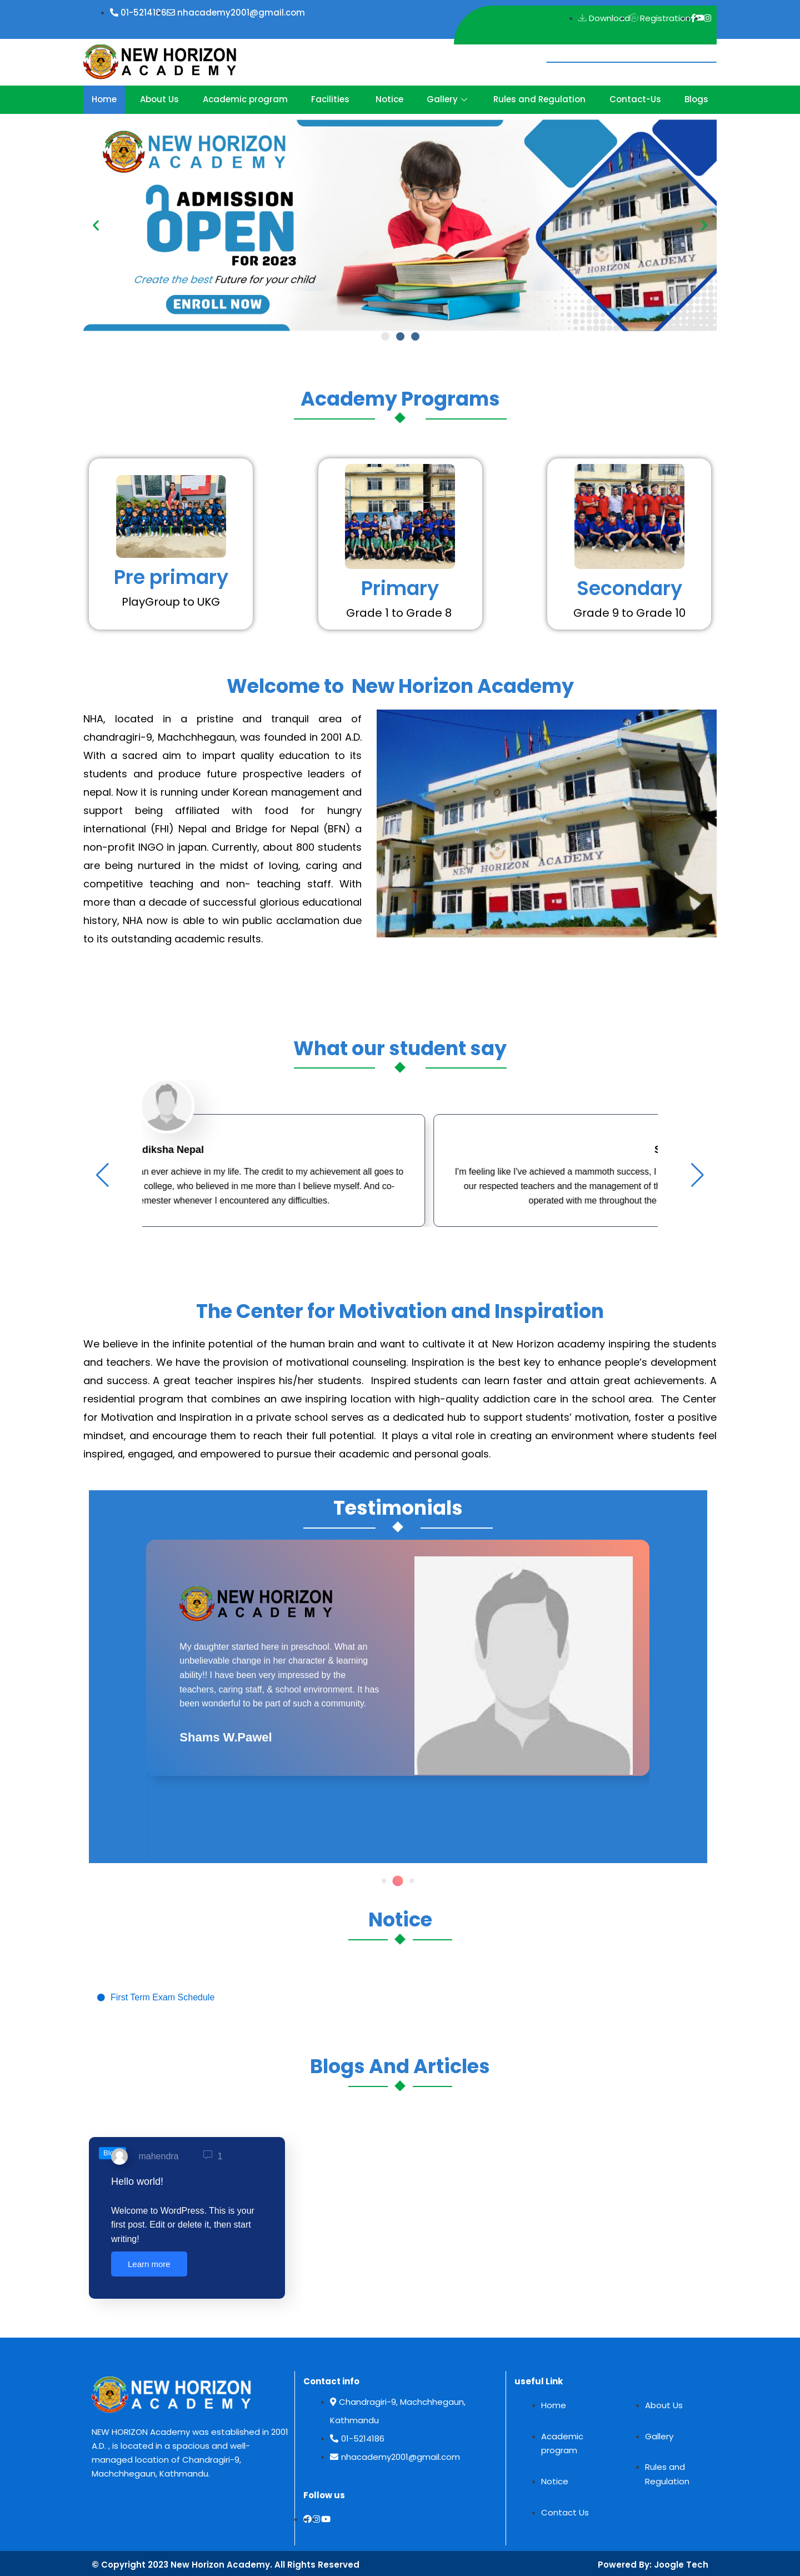 01-5214186 nhacademy2001@gmail.com
Download Registration
NEW HORIZON
ACADEMY
Home About Us Academic program Facilities Notice Gallery Rules and Regulation Contact-Us Blogs
NEW HORIZON
ACADEMY
ADMISSION
OPEN
FOR 2023
Create the best Future for your child
ENROLL NOW
NEW HORIZON ACADEMY
Academy Programs
Pre primary
PlayGroup to UKG
Primary
Grade 1 to Grade 8
Secondary
Grade 9 to Grade 10
Welcome to New Horizon Academy
NHA, located in a pristine and tranquil area of
chandragiri-9, Machchhegaun, was founded in 2001 A.D.
With a sacred aim to impart quality education to its
students and produce future prospective leaders of
nepal. Now it is running under Korean management and
support being affiliated with food for hungry
international (FHI) Nepal and Bridge for Nepal (BFN) a
non-profit INGO in japan. Currently, about 800 students
are being nurtured in the midst of loving, caring and
competitive teaching and non- teaching staff. With
more than a decade of successful glorious educational
history, NHA now is able to win public acclamation due
to its outstanding academic results.
NEW HORIZON ACADEMY
What our student say
diksha Nepal
an ever achieve in my life. The credit to my achievement all goes to
college, who believed in me more than I believe myself. And co-
emester whenever I encountered any difficulties.
S
I'm feeling like I've achieved a mammoth success, I
our respected teachers and the management of th
operated with me throughout the
The Center for Motivation and Inspiration
We believe in the infinite potential of the human brain and want to cultivate it at New Horizon academy inspiring the students
and teachers. We have the provision of motivational counseling. Inspiration is the best key to enhance people’s development
and success. A great teacher inspires his/her students. Inspired students can learn faster and attain great achievements. A
residential program that combines an awe inspiring location with high-quality addiction care in the school area. The Center
for Motivation and Inspiration in a private school serves as a dedicated hub to support students’ motivation, foster a positive
mindset, and encourage them to reach their full potential. It plays a vital role in creating an environment where students feel
inspired, engaged, and empowered to pursue their academic and personal goals.
Testimonials
NEW HORIZON
ACADEMY
My daughter started here in preschool. What an
unbelievable change in her character & learning
ability!! I have been very impressed by the
teachers, caring staff, & school environment. It has
been wonderful to be part of such a community.
Shams W.Pawel
Notice
First Term Exam Schedule
Blogs And Articles
mahendra 1
Hello world!
Welcome to WordPress. This is your
first post. Edit or delete it, then start
writing!
Learn more
NEW HORIZON
ACADEMY
NEW HORIZON Academy was established in 2001
A.D. , is located in a spacious and well-
managed location of Chandragiri-9,
Machchhegaun, Kathmandu.
Contact info
Chandragiri-9, Machchhegaun,
Kathmandu
01-5214186
nhacademy2001@gmail.com
Follow us
useful Link
Home
Academic
program
Notice
Contact Us
About Us
Gallery
Rules and
Regulation
© Copyright 2023 New Horizon Academy. All Rights Reserved
Powered By: Joogle Tech